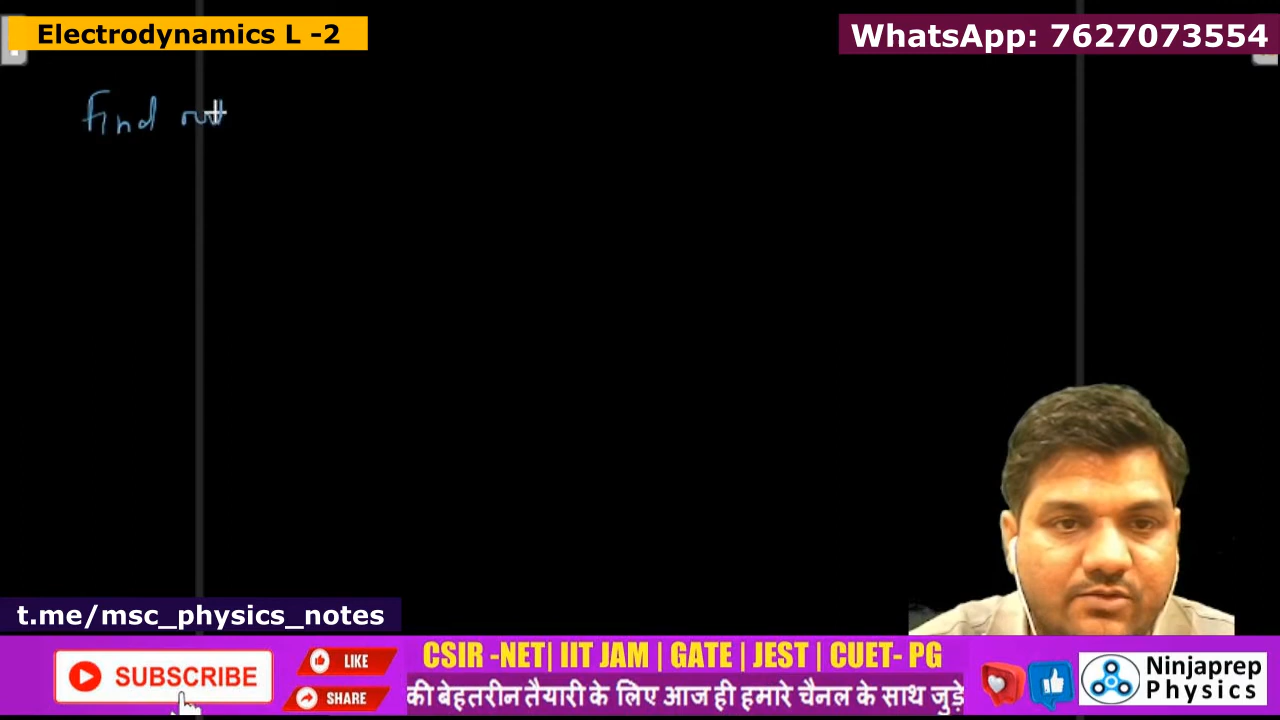 Electrodynamics L -2
WhatsApp: 7627073554
Find out
t.me/msc_physics_notes
SUBSCRIBE
LIKE
SHARE
CSIR -NET| IIT JAM | GATE | JEST | CUET- PG
की बेहतरीन तैयारी के लिए आज ही हमारे चैनल के साथ जुड़े
Ninjaprep
Physics